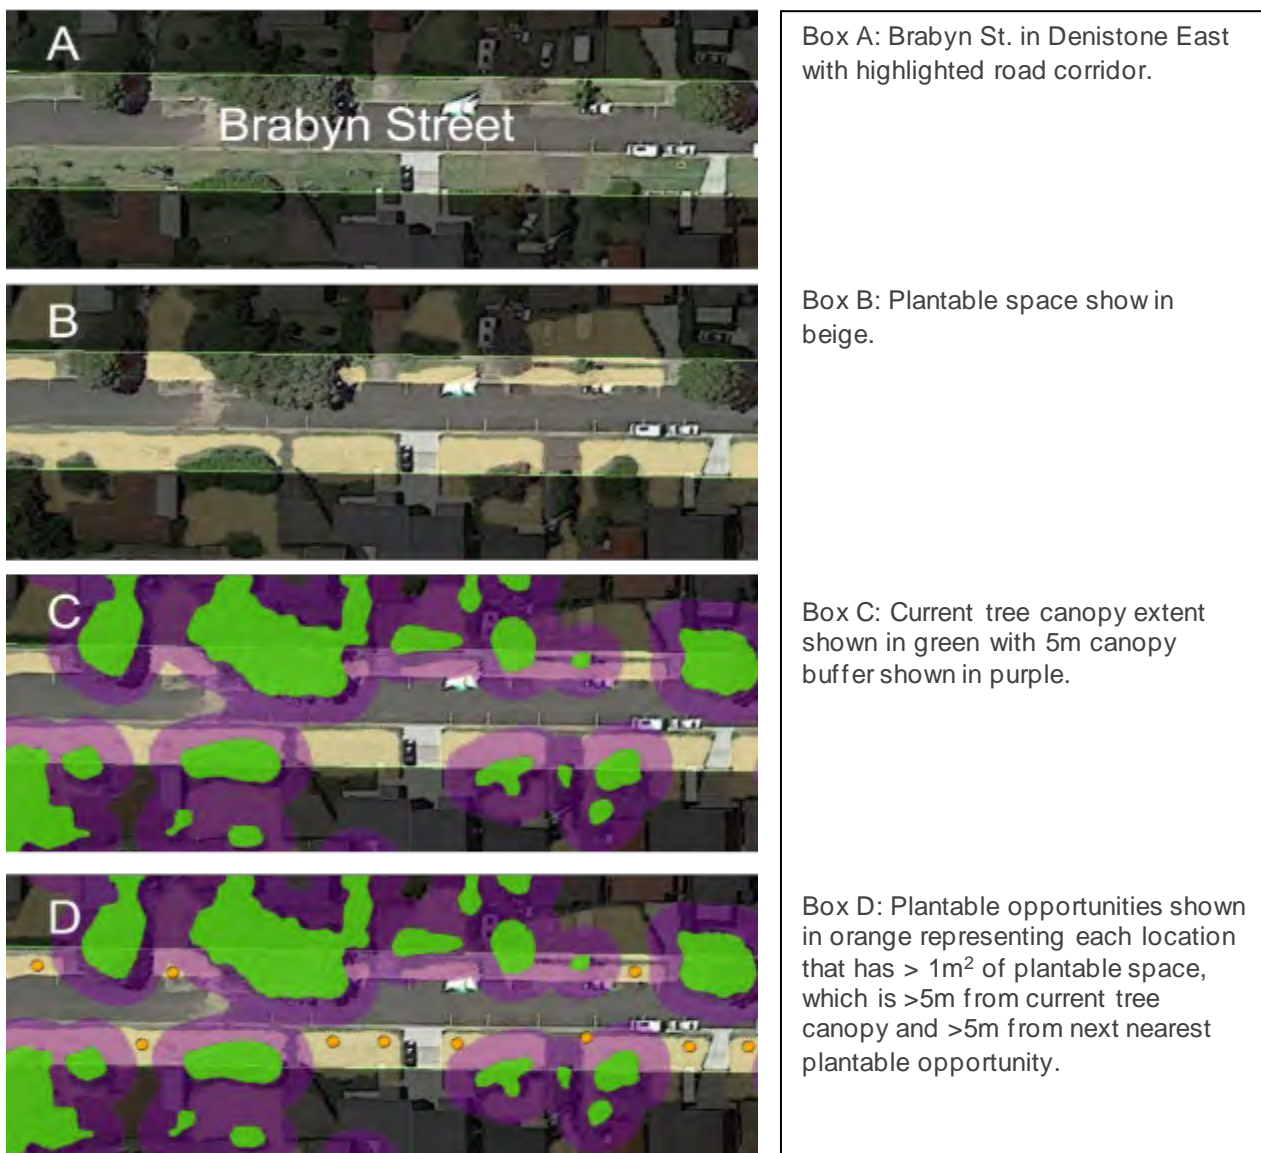 A
Brabyn Street
Box A: Brabyn St. in Denistone East
with highlighted road corridor.
B
Box B: Plantable space show in
beige.
C
Box C: Current tree canopy extent
shown in green with 5m canopy
buffer shown in purple.
D
Box D: Plantable opportunities shown
in orange representing each location
that has > 1m² of plantable space,
which is >5m from current tree
canopy and >5m from next nearest
plantable opportunity.